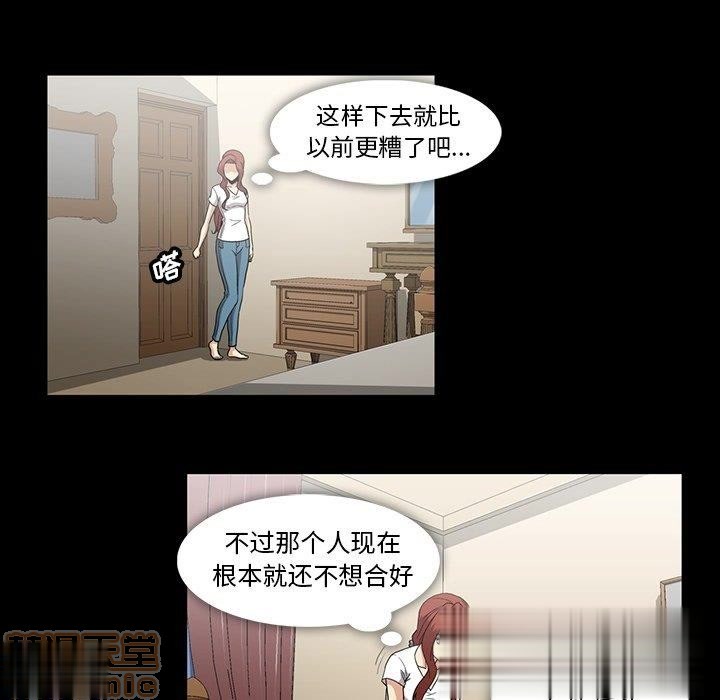 这样下去就比
以前更糟了吧...
嗒
不过那个人现在
根本就还不想合好